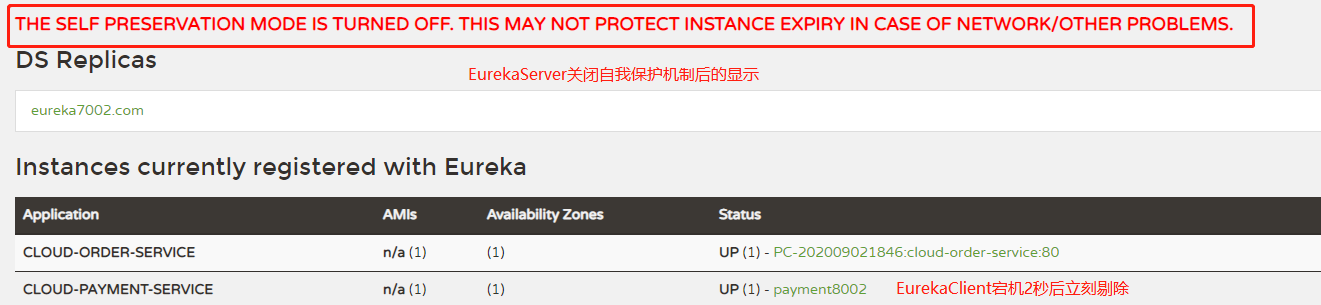 THE SELF PRESERVATION MODE IS TURNED OFF. THIS MAY NOT PROTECT INSTANCE EXPIRY IN CASE OF NETWORK/OTHER PROBLEMS.
DS Replicas
EurekaServer关闭自我保护机制后的显示
eureka7002.com
Instances currently registered with Eureka
Application AMIs Availability Zones Status
CLOUD-ORDER-SERVICE n/a (1) (1) UP (1) - PC-202009021846:cloud-order-service:80
CLOUD-PAYMENT-SERVICE n/a (1) (1) UP (1) - payment8002 EurekaClient宕机2秒后立刻剔除